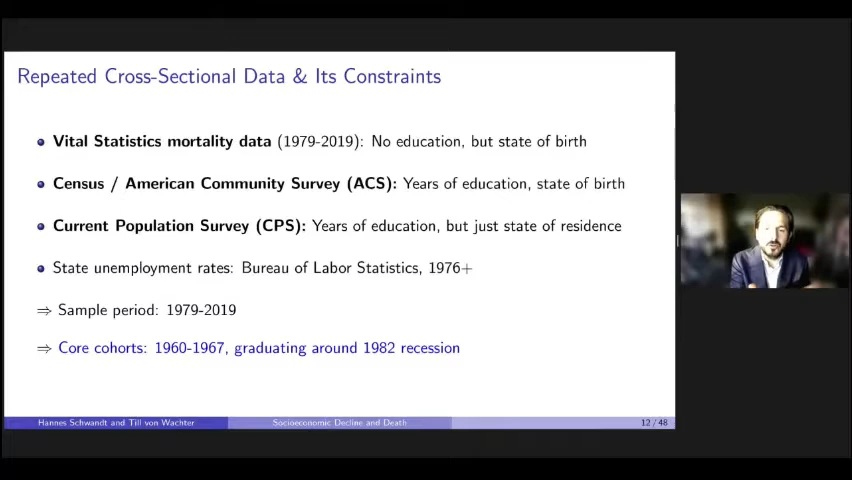 Repeated Cross-Sectional Data & Its Constraints
Vital Statistics mortality data (1979-2019): No education, but state of birth
Census / American Community Survey (ACS): Years of education, state of birth
Current Population Survey (CPS): Years of education, but just state of residence
State unemployment rates: Bureau of Labor Statistics, 1976+
⇒ Sample period: 1979-2019
⇒ Core cohorts: 1960-1967, graduating around 1982 recession
Hannes Schwandt and Till von Wachter
Socioeconomic Decline and Death
12 / 48